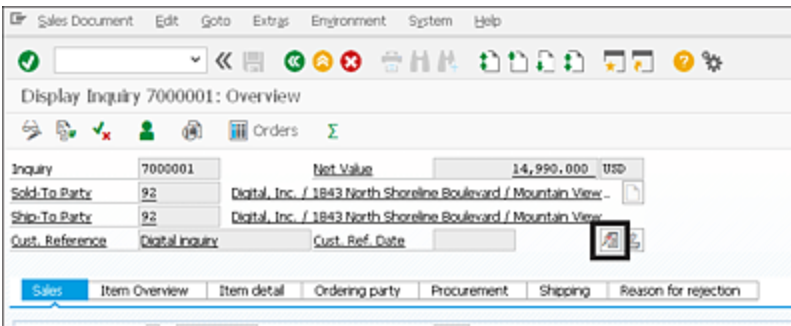 Sales Document Edit Goto Extras Environment System Help
Display Inquiry 7000001: Overview
Orders
Inquiry 7000001 Net Value 14,990.000 USD
Sold-To Party 92 Digital, Inc. / 1843 North Shoreline Boulevard / Mountain View...
Ship-To Party 92 Digital, Inc. / 1843 North Shoreline Boulevard / Mountain View...
Cust. Reference Digital inquiry Cust. Ref. Date
Sales Item Overview Item detail Ordering party Procurement Shipping Reason for rejection